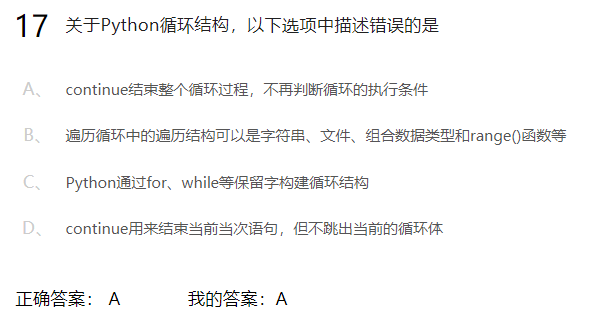 17 关于Python循环结构，以下选项中描述错误的是
A、 continue结束整个循环过程，不再判断循环的执行条件
B、 遍历循环中的遍历结构可以是字符串、文件、组合数据类型和range()函数等
C、 Python通过for、while等保留字构建循环结构
D、 continue用来结束当前当次语句，但不跳出当前的循环体
正确答案： A 我的答案：A